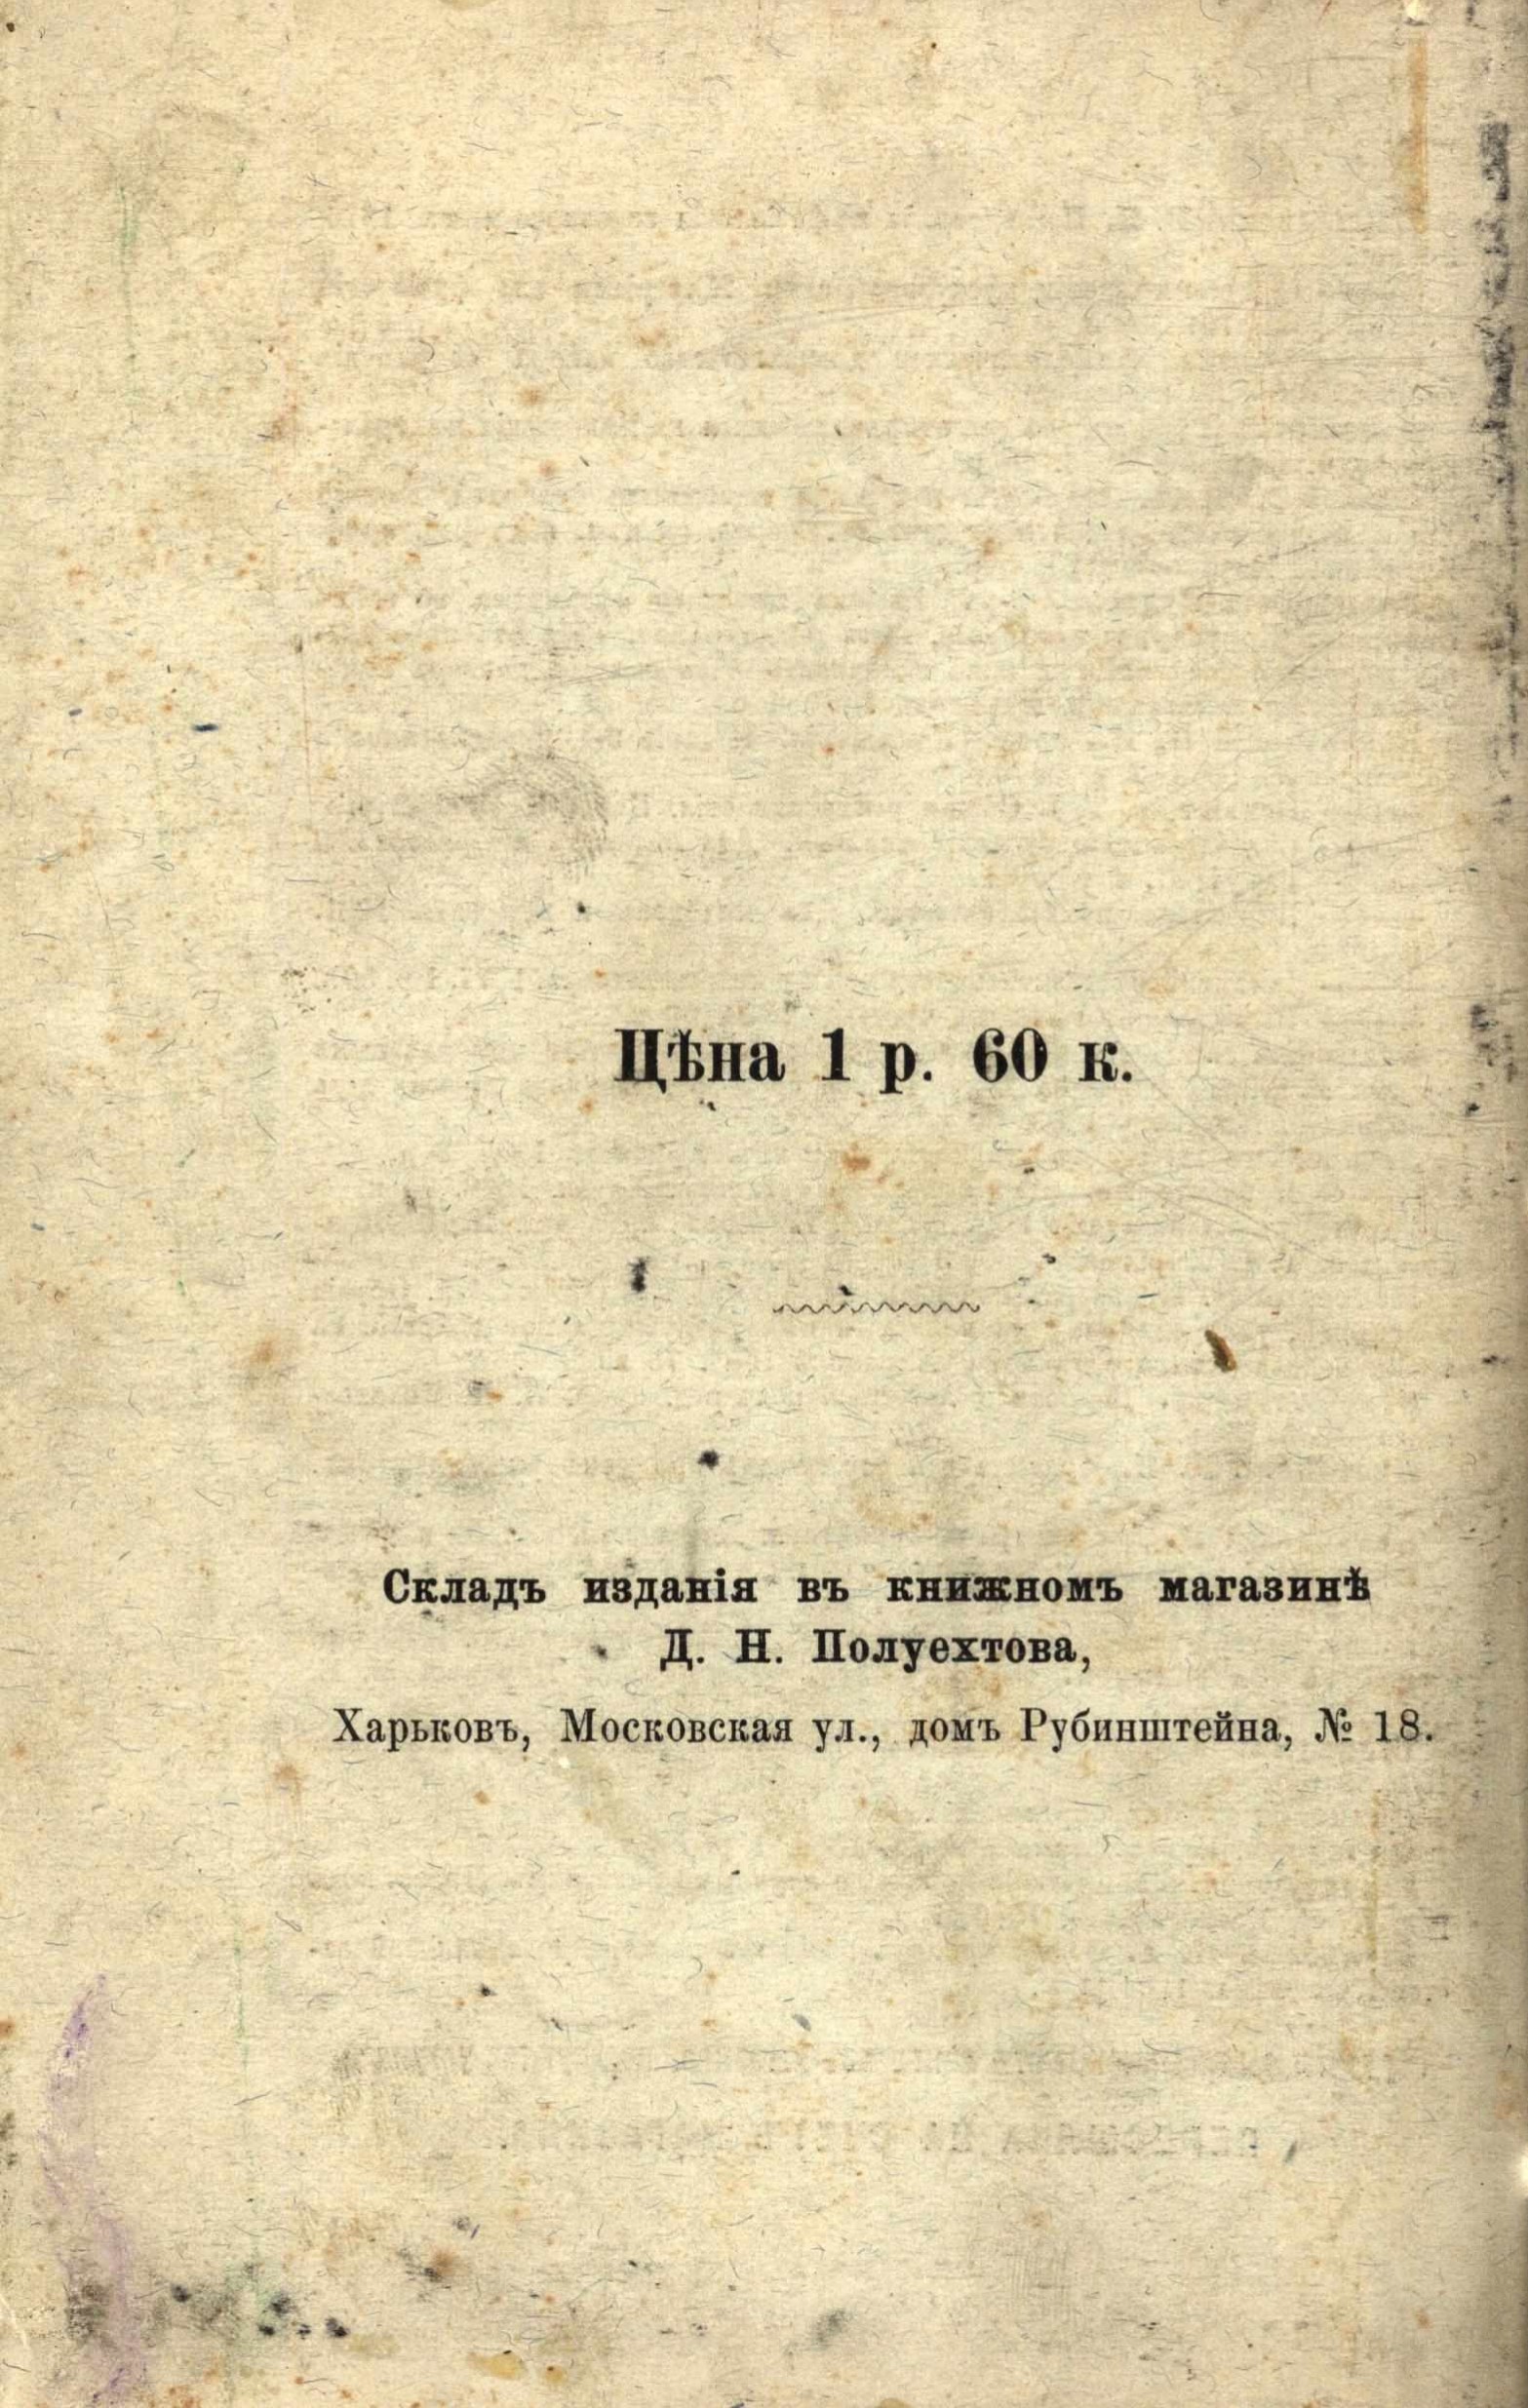 Цѣна 1 р. 60 к.
Складъ изданія въ книжномъ магазинѣ
Д. Н. Полуехтова,
Харьковъ, Московская ул., домъ Рубинштейна, № 18.